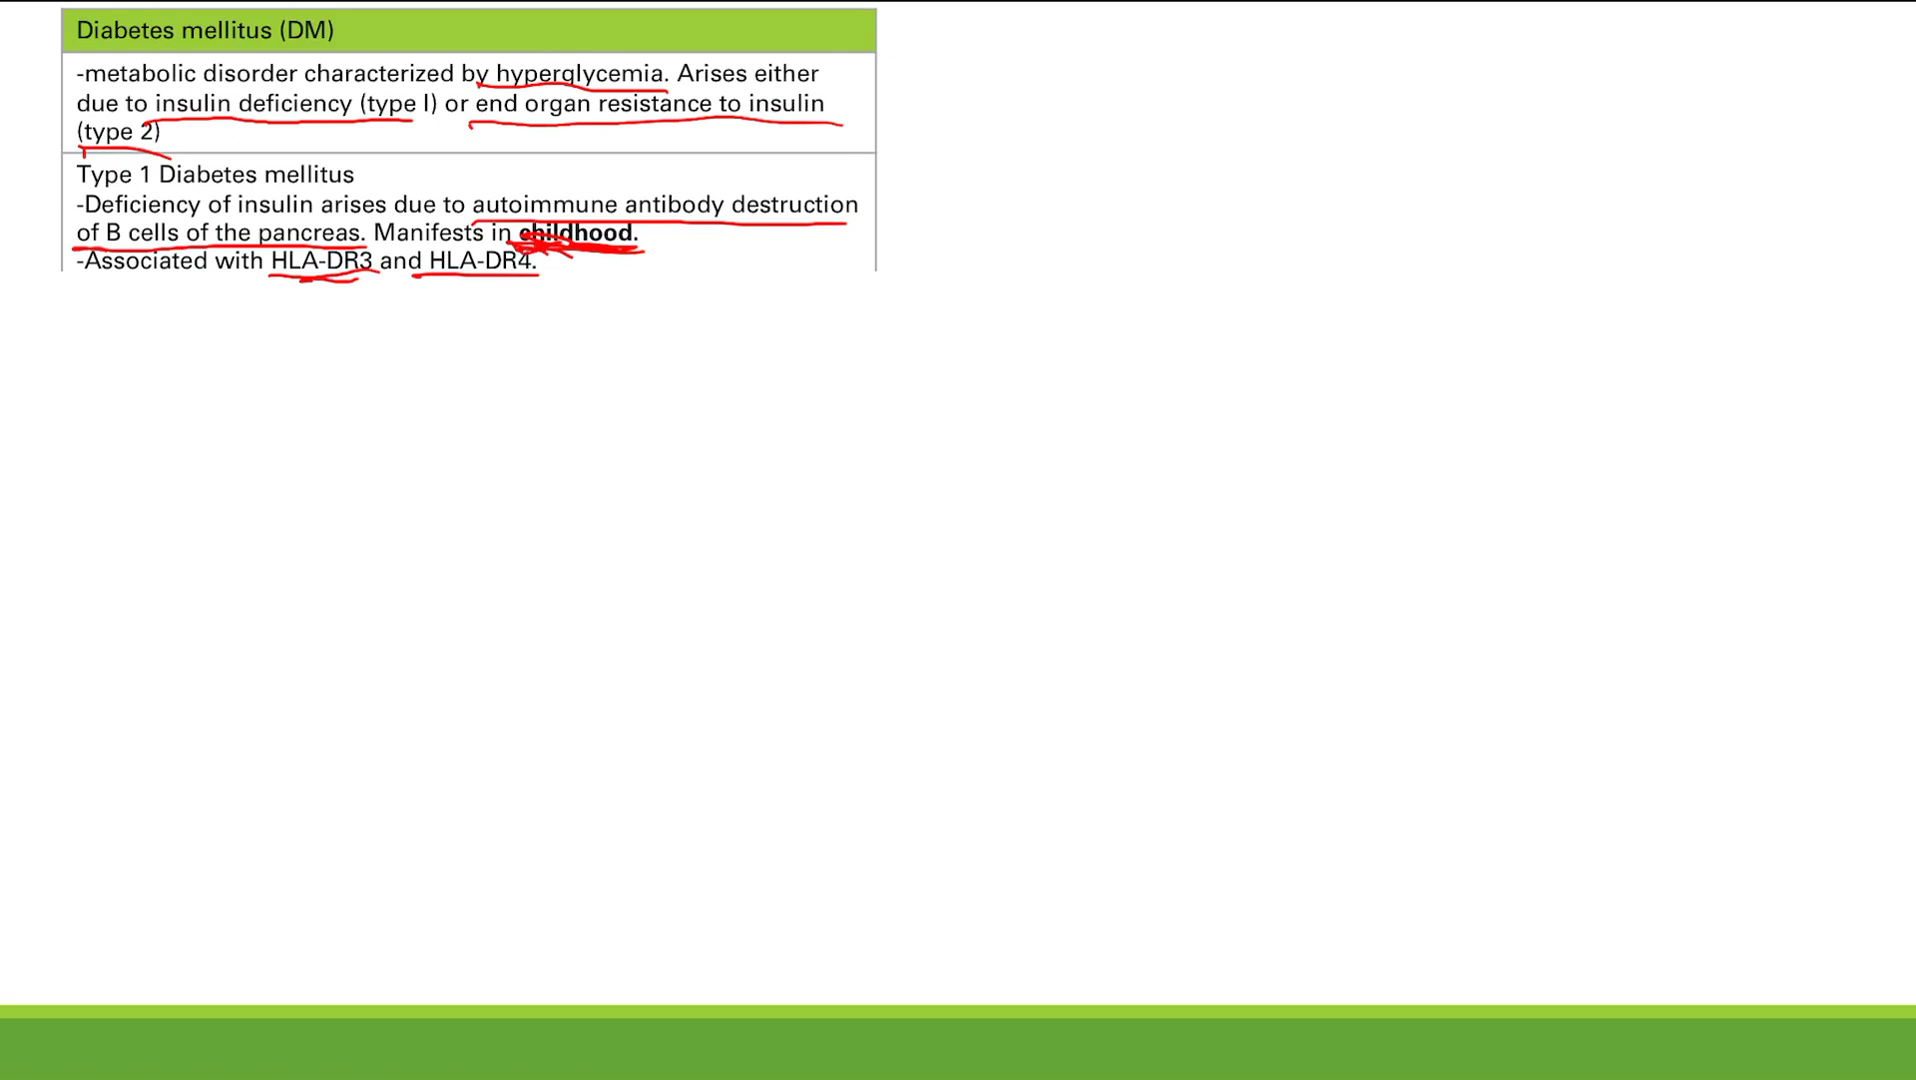 Diabetes mellitus (DM)
-metabolic disorder characterized by hyperglycemia. Arises either
due to insulin deficiency (type I) or end organ resistance to insulin
(type 2)
Type 1 Diabetes mellitus
-Deficiency of insulin arises due to autoimmune antibody destruction
of B cells of the pancreas. Manifests in childhood.
-Associated with HLA-DR3 and HLA-DR4.